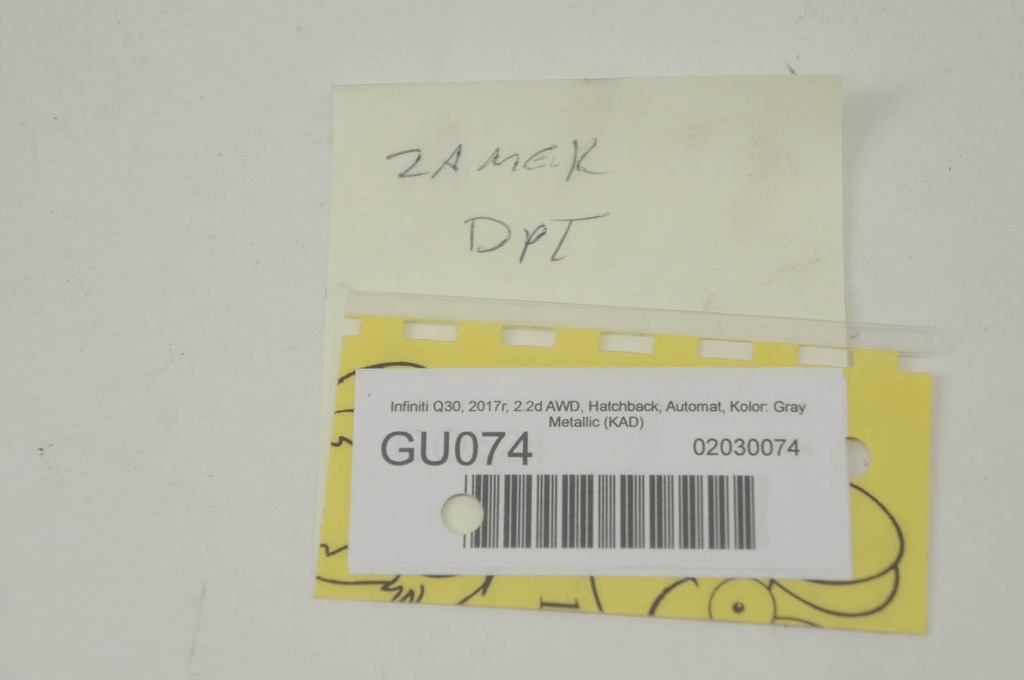 ZAMEK
DPT
Infiniti Q30, 2017r, 2.2d AWD, Hatchback, Automat, Kolor: Gray
Metallic (KAD)
GU074 02030074